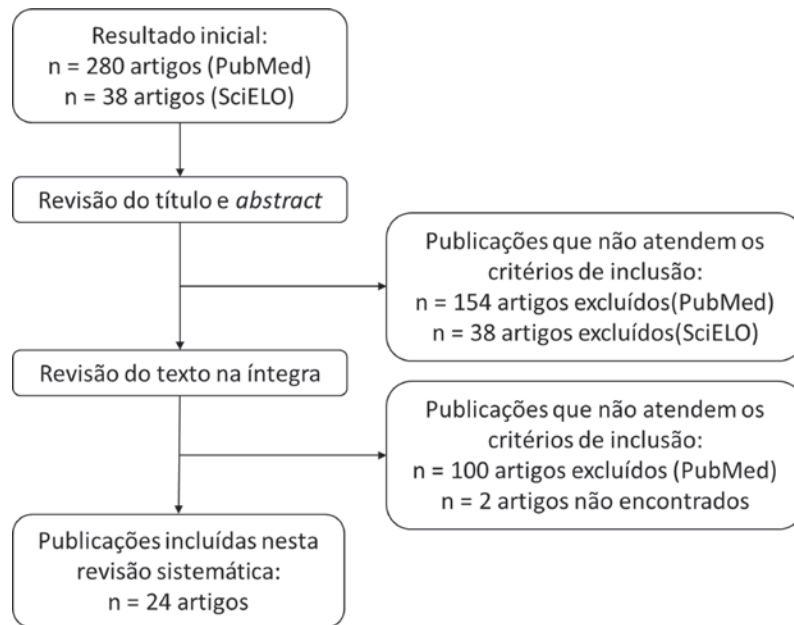 Resultado inicial:
n = 280 artigos (PubMed)
n = 38 artigos (SciELO)
Revisão do título e abstract
Publicações que não atendem os
critérios de inclusão:
n = 154 artigos excluídos(PubMed)
n = 38 artigos excluídos(SciELO)
Revisão do texto na íntegra
Publicações que não atendem os
critérios de inclusão:
n = 100 artigos excluídos (PubMed)
n = 2 artigos não encontrados
Publicações incluídas nesta
revisão sistemática:
n = 24 artigos